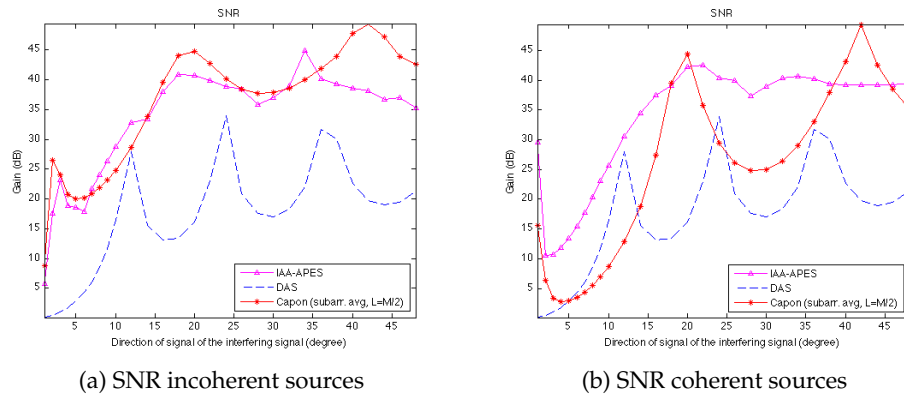 SNR
Gain (dB)
45
40
35
30
25
20
15
10
5
5 10 15 20 25 30 35 40 45
IAA-APES
DAS
Capon (subarr. avg, L=M/2)
Direction of signal of the interfering signal (degree)
(a) SNR incoherent sources
SNR
Gain (dB)
45
40
35
30
25
20
15
10
5
5 10 15 20 25 30 35 40 45
IAA-APES
DAS
Capon (subarr. avg, L=M/2)
Direction of signal of the interfering signal (degree)
(b) SNR coherent sources